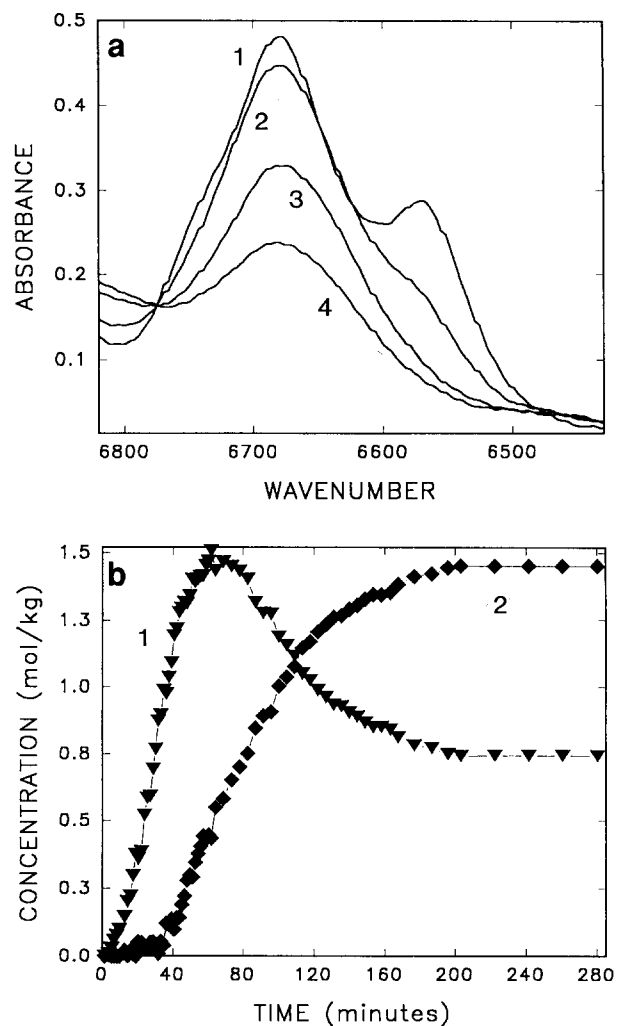 a
0.5
0.4
0.3
0.2
0.1
ABSORBANCE
1
2
3
4
6800 6700 6600 6500
WAVENUMBER
b
1.5
1.3
1.0
0.8
0.5
0.3
0.0
CONCENTRATION (mol/kg)
1
2
0 40 80 120 160 200 240 280
TIME (minutes)